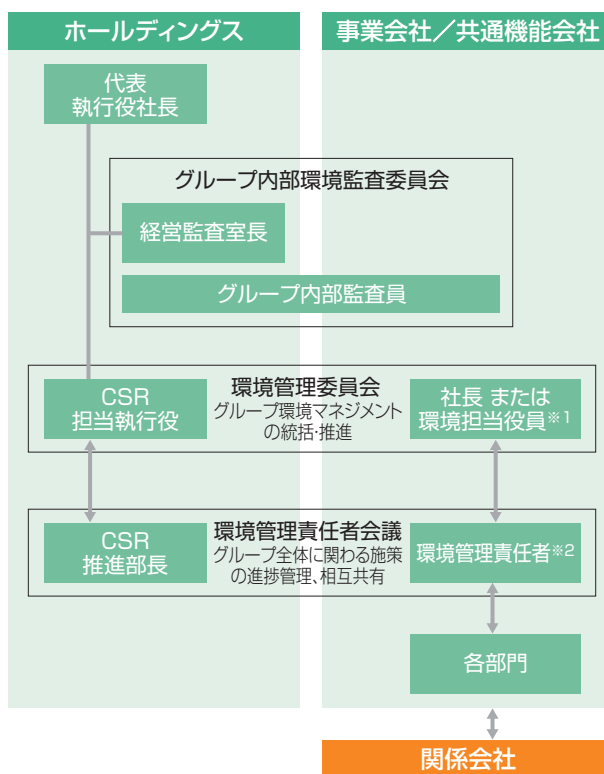 ホールディングス
事業会社／共通機能会社
代表
執行役社長
グループ内部環境監査委員会
経営監査室長
グループ内部監査員
CSR
担当執行役
環境管理委員会
グループ環境マネジメント
の統括・推進
社長 または
環境担当役員※1
CSR
推進部長
環境管理責任者会議
グループ全体に関わる施策
の進捗管理、相互共有
環境管理責任者※2
各部門
関係会社